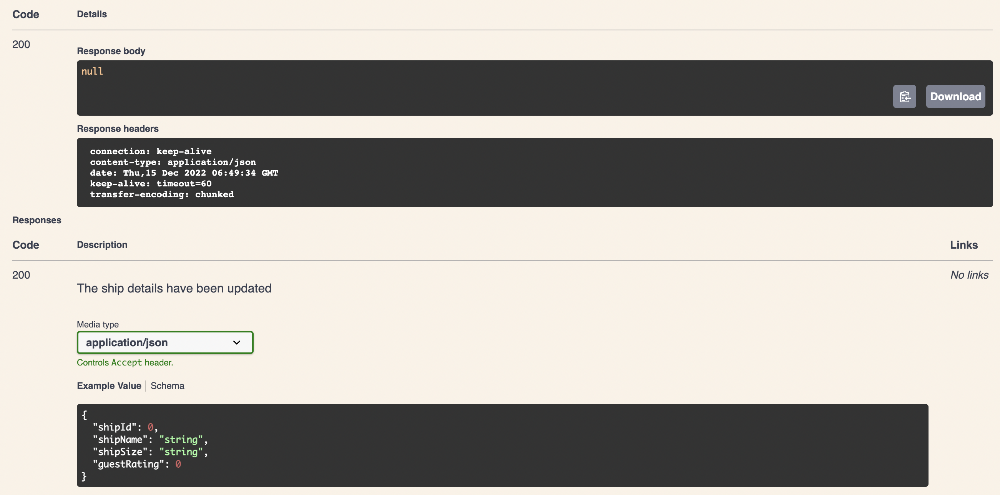 Code Details
200
Response body
null
Download
Response headers
connection: keep-alive
content-type: application/json
date: Thu,15 Dec 2022 06:49:34 GMT
keep-alive: timeout=60
transfer-encoding: chunked
Responses
Code Description Links
200 No links
The ship details have been updated
Media type
application/json
Controls Accept header.
Example Value Schema
{
  "shipId": 0,
  "shipName": "string",
  "shipSize": "string",
  "guestRating": 0
}